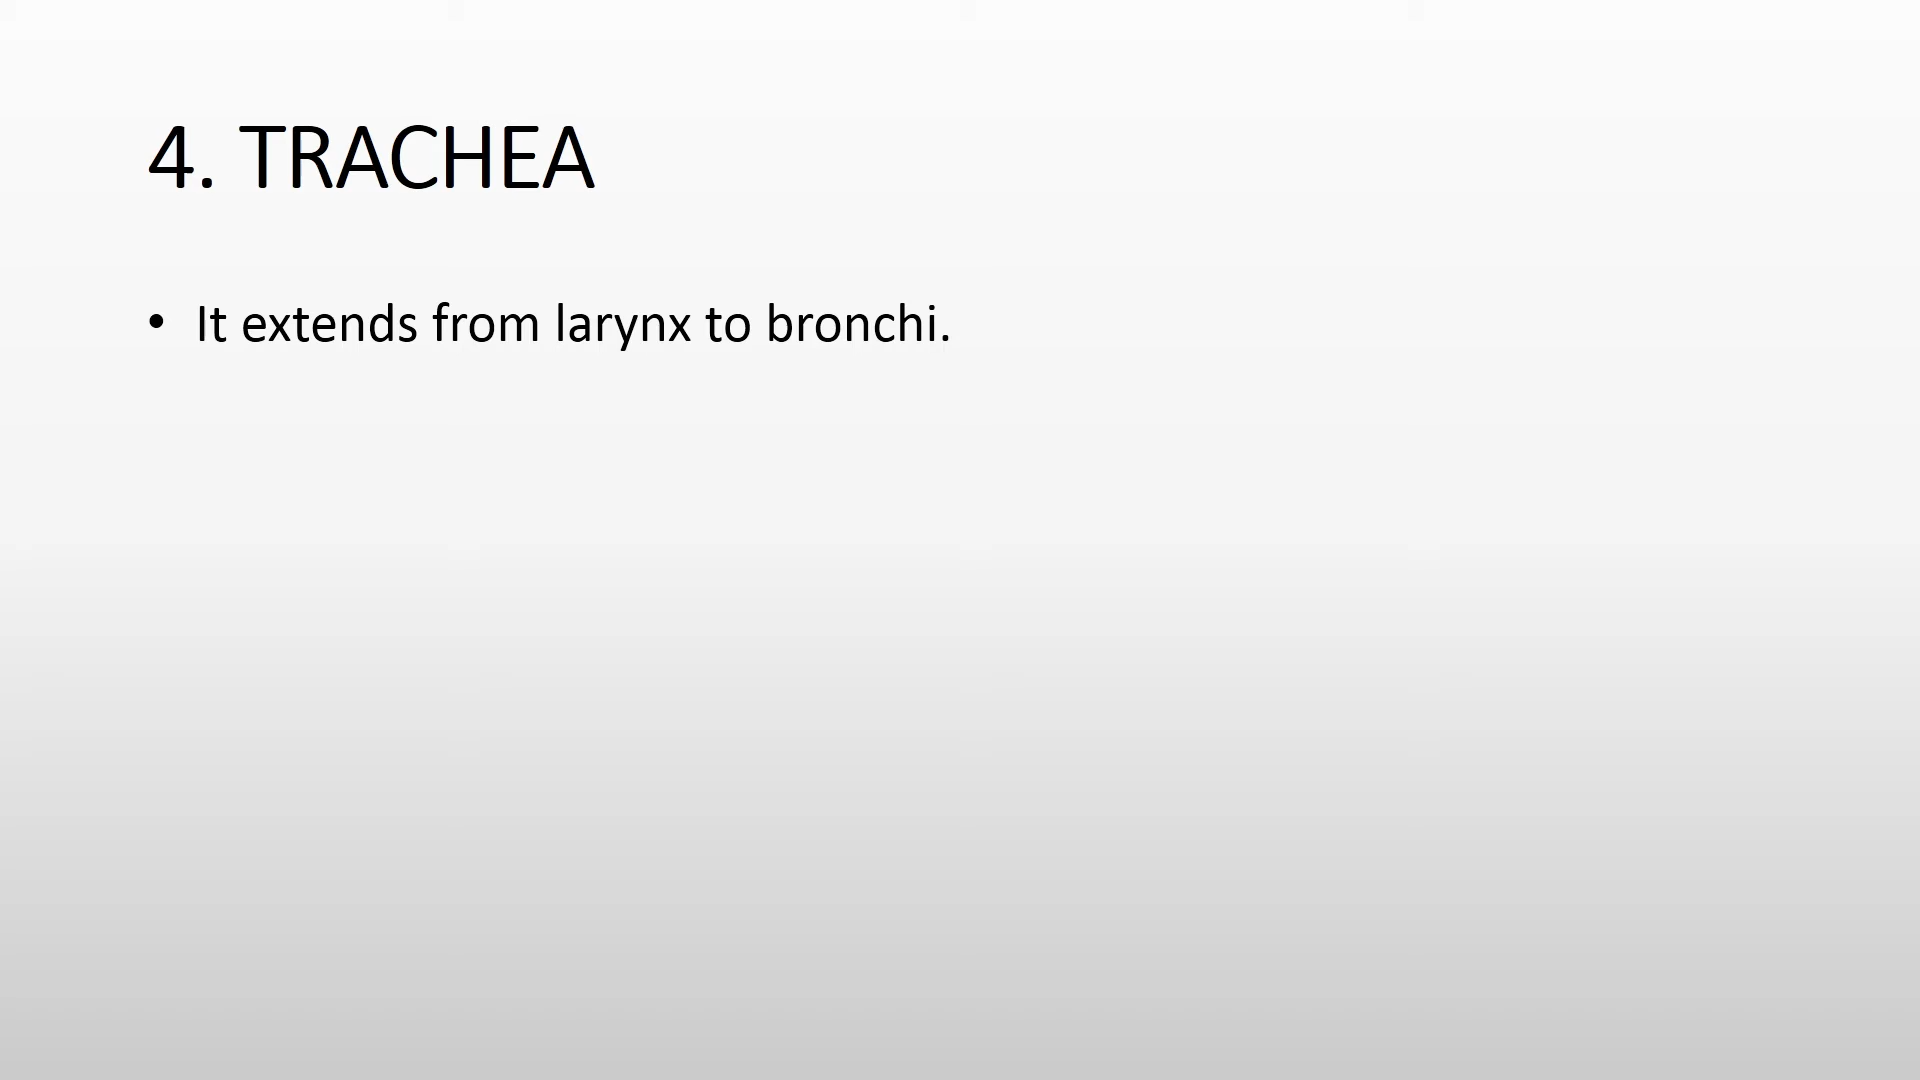 4. TRACHEA
• It extends from larynx to bronchi.